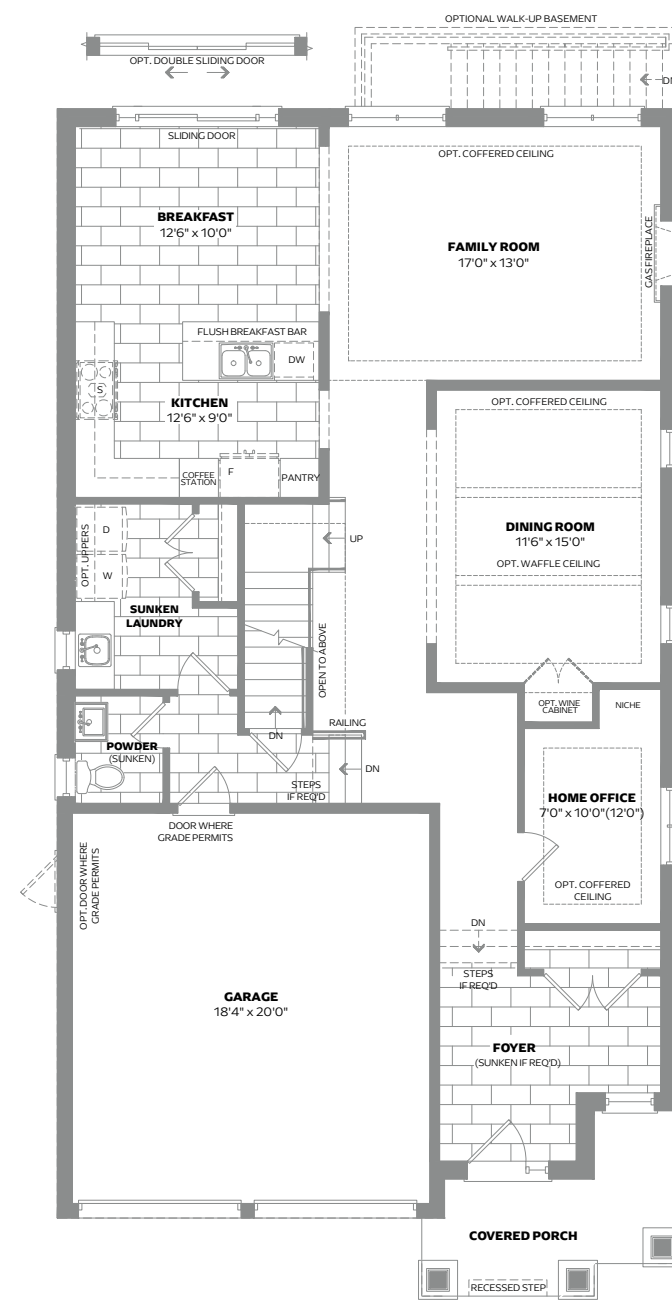 OPTIONAL WALK-UP BASEMENT
OPT. DOUBLE SLIDING DOOR
DN
SLIDING DOOR
OPT. COFFERED CEILING
BREAKFAST
12'6" x 10'0"
FAMILY ROOM
17'0" x 13'0"
GAS FIREPLACE
FLUSH BREAKFAST BAR
DW
S
KITCHEN
12'6" x 9'0"
OPT. COFFERED CEILING
COFFEE
STATION
F
PANTRY
OPT. UPPERS
D
W
UP
DINING ROOM
11'6" x 15'0"
OPT. WAFFLE CEILING
SUNKEN
LAUNDRY
OPEN TO ABOVE
OPT. WINE
CABINET
NICHE
RAILING
DN
POWDER
(SUNKEN)
DN
STEPS
IF REQ'D
HOME OFFICE
7'0" x 10'0"(12'0")
DOOR WHERE
GRADE PERMITS
OPT. DOOR WHERE
GRADE PERMITS
OPT. COFFERED
CEILING
DN
STEPS
IF REQ'D
GARAGE
18'4" x 20'0"
FOYER
(SUNKEN IF REQ'D)
COVERED PORCH
RECESSED STEP